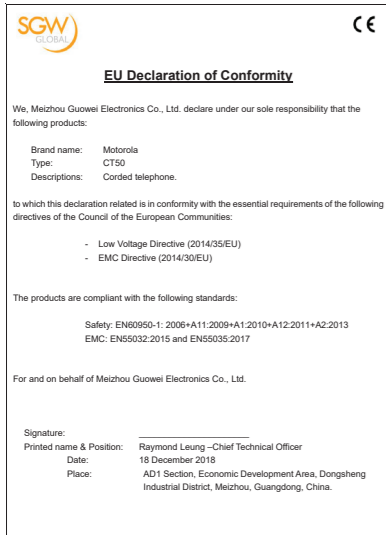 SGW
GLOBAL
CE
EU Declaration of Conformity
We, Meizhou Guowei Electronics Co., Ltd. declare under our sole responsibility that the
following products:
Brand name: Motorola
Type: CT50
Descriptions: Corded telephone.
to which this declaration related is in conformity with the essential requirements of the following
directives of the Council of the European Communities:
- Low Voltage Directive (2014/35/EU)
- EMC Directive (2014/30/EU)
The products are compliant with the following standards:
Safety: EN60950-1: 2006+A11:2009+A1:2010+A12:2011+A2:2013
EMC: EN55032:2015 and EN55035:2017
For and on behalf of Meizhou Guowei Electronics Co., Ltd.
Signature:
Printed name & Position: Raymond Leung –Chief Technical Officer
Date: 18 December 2018
Place: AD1 Section, Economic Development Area, Dongsheng
Industrial District, Meizhou, Guangdong, China.